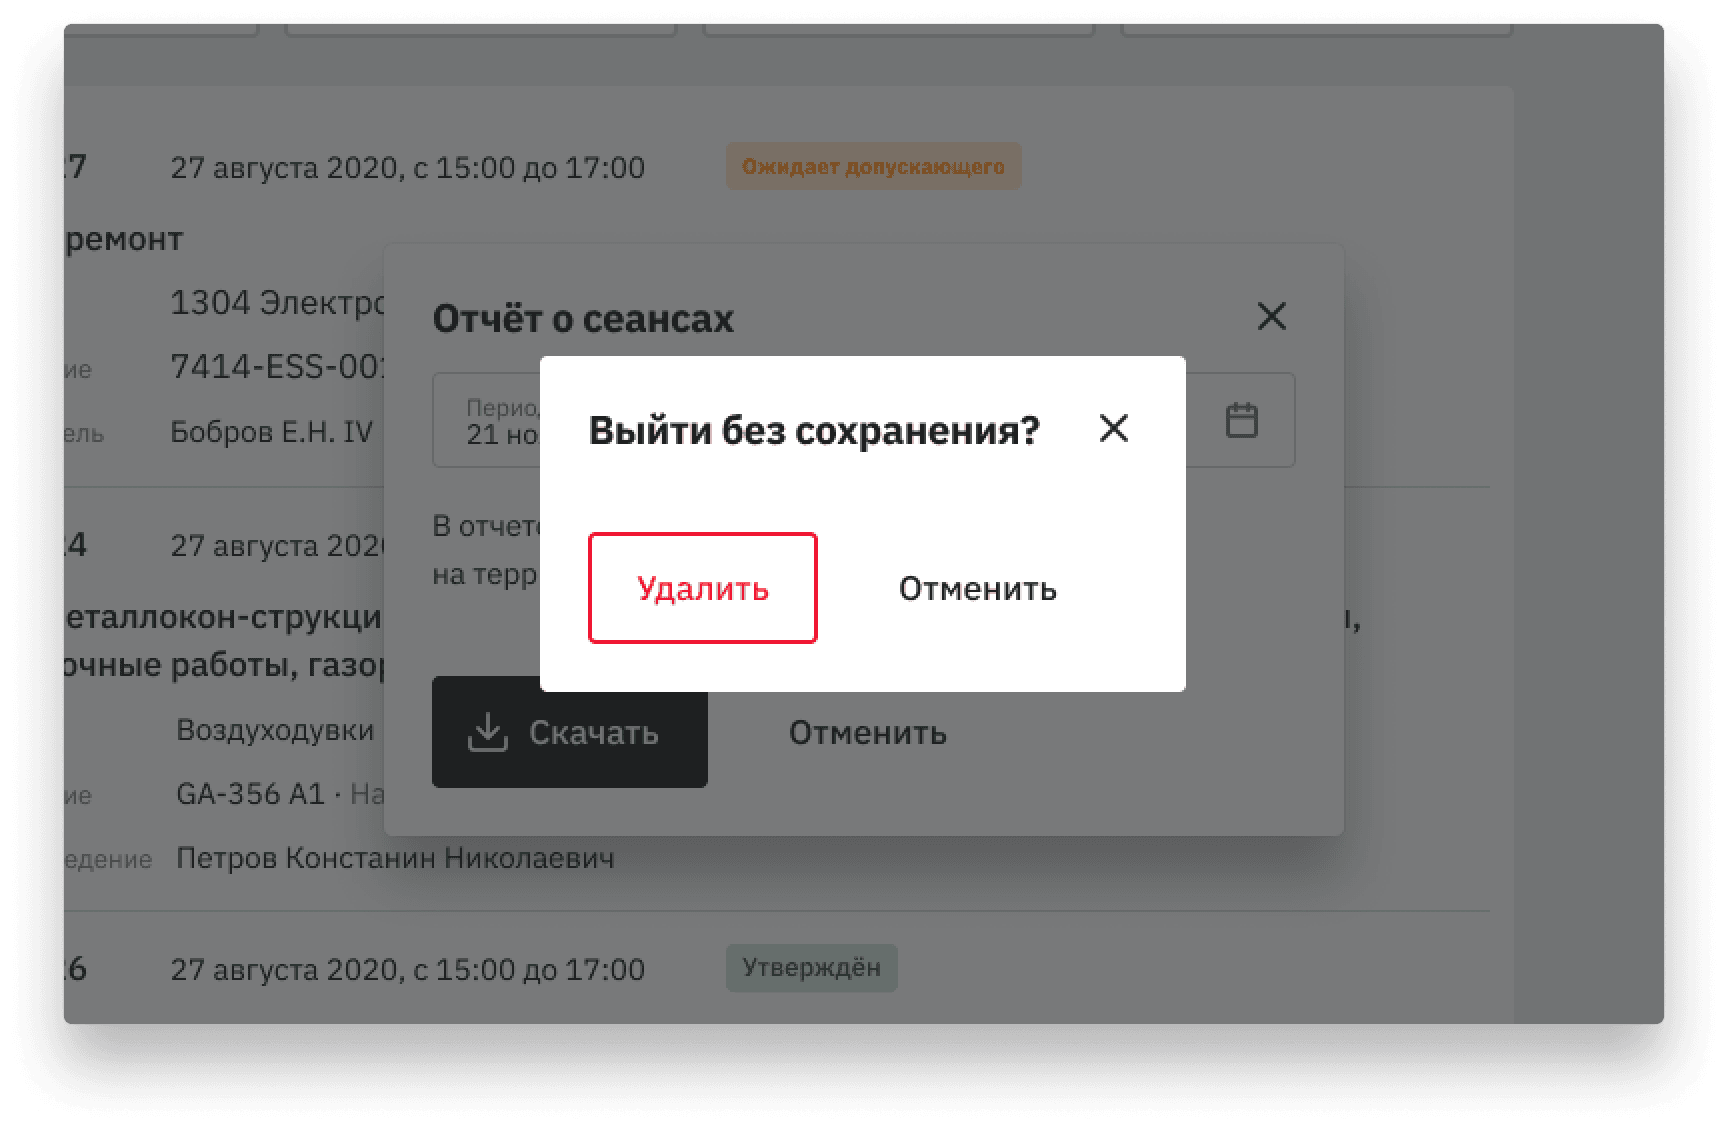 27 27 августа 2020, с 15:00 до 17:00 Ожидает допускающего
ремонт
1304 Электро
Отчёт о сеансах
ие 7414-ESS-001
Перио
21 но
ель Бобров Е.Н. IV
Выйти без сохранения?
В отчет
24 27 августа 202
на терр
Удалить Отменить
еталлокон-струкци
очные работы, газор
Воздуходувки
Скачать Отменить
ие GA-356 A1 · На
едение Петров Констанин Николаевич
26 27 августа 2020, с 15:00 до 17:00 Утверждён